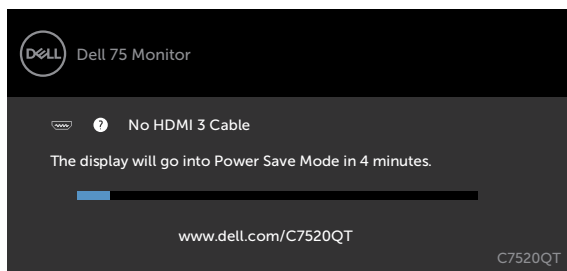 DELL
Dell 75 Monitor
? No HDMI 3 Cable
The display will go into Power Save Mode in 4 minutes.
www.dell.com/C7520QT
C7520QT